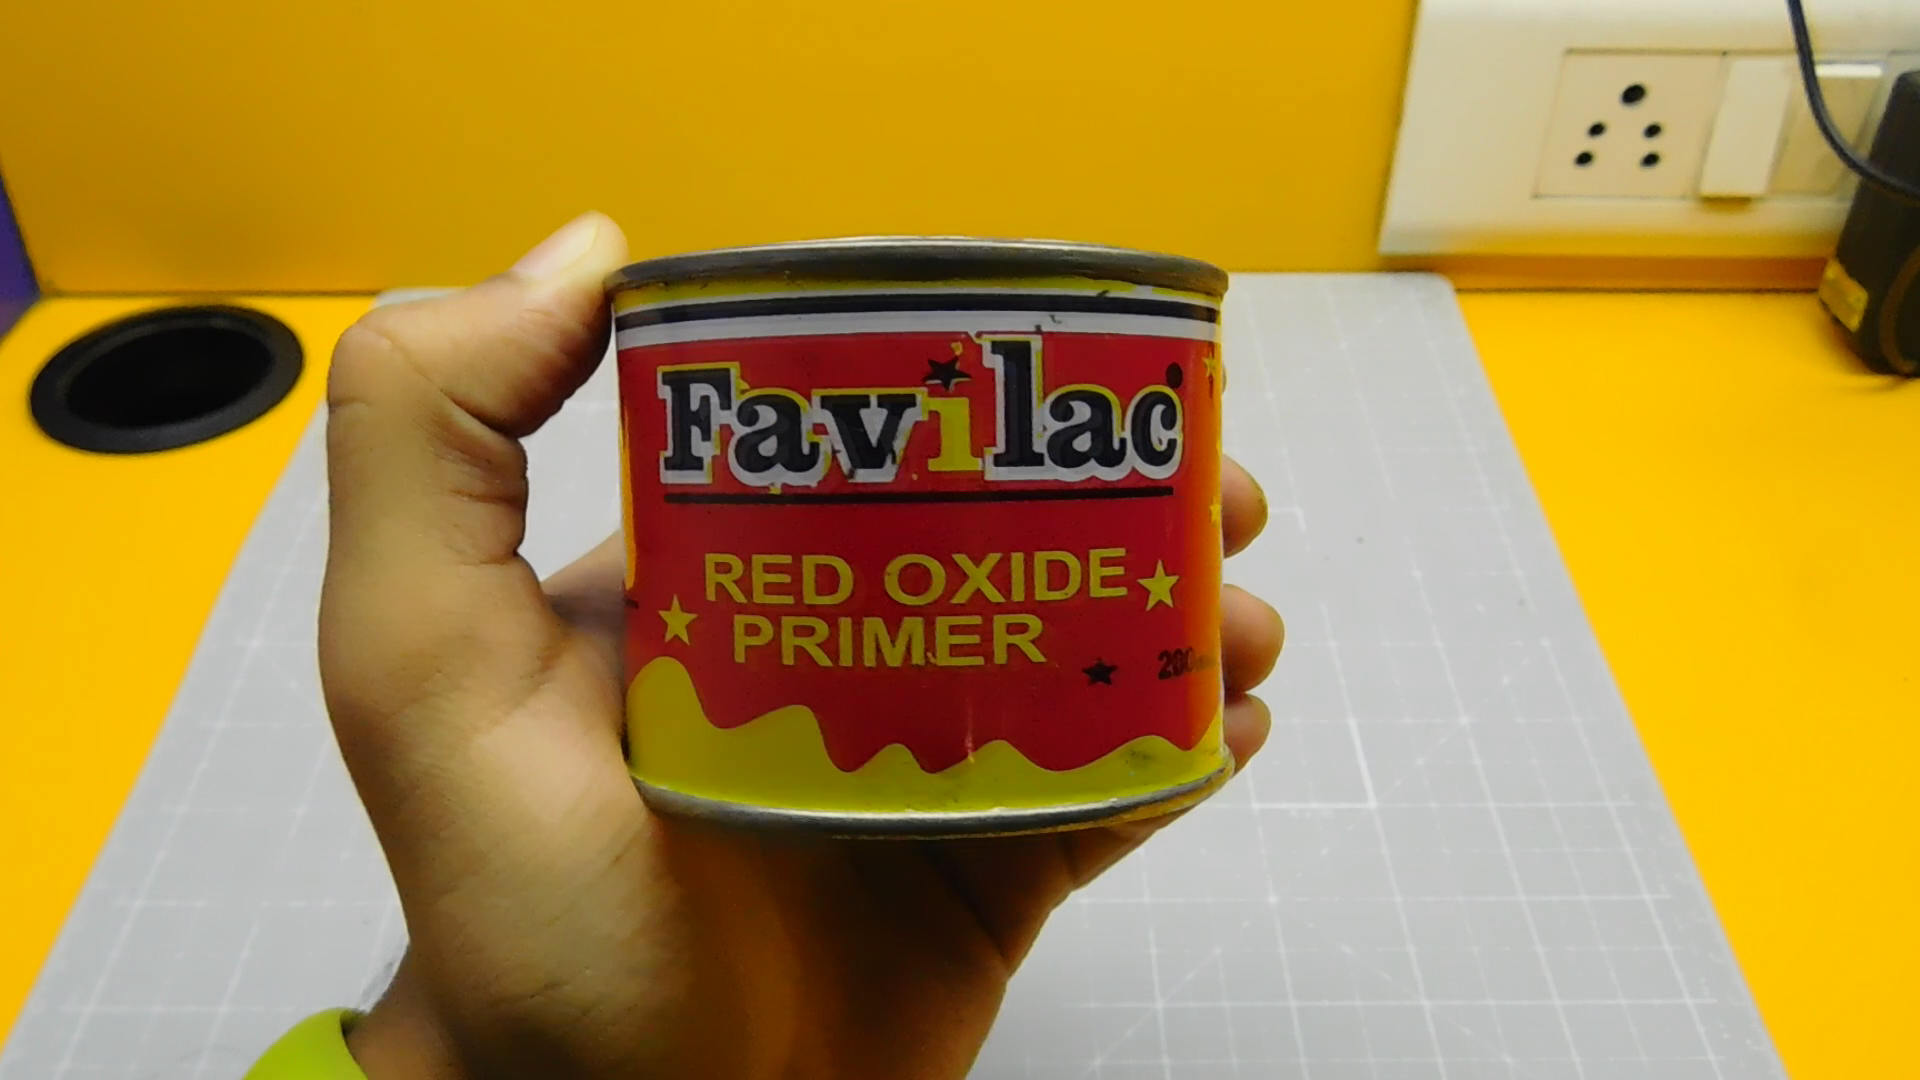 Favilac
RED OXIDE
PRIMER